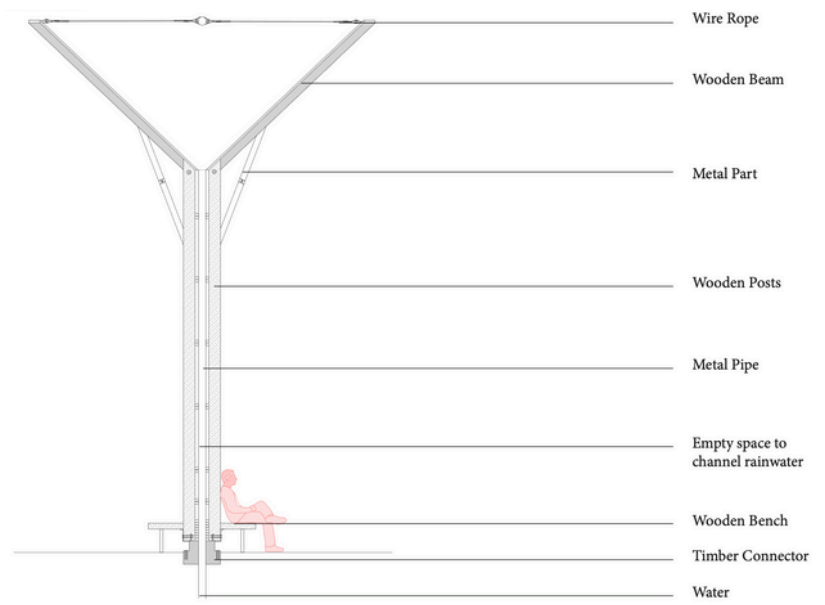 Wire Rope
Wooden Beam
Metal Part
Wooden Posts
Metal Pipe
Empty space to
channel rainwater
Wooden Bench
Timber Connector
Water